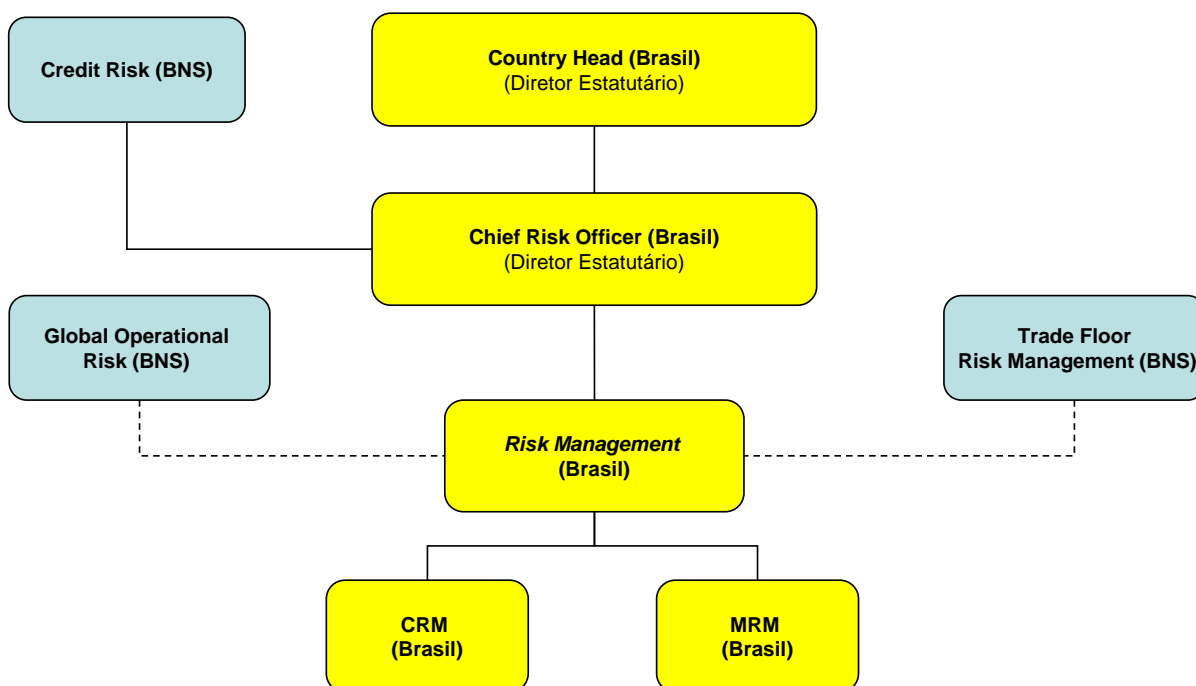 Credit Risk (BNS)
Country Head (Brasil)
(Diretor Estatutário)
Chief Risk Officer (Brasil)
(Diretor Estatutário)
Global Operational
Risk (BNS)
Trade Floor
Risk Management (BNS)
Risk Management
(Brasil)
CRM
(Brasil)
MRM
(Brasil)